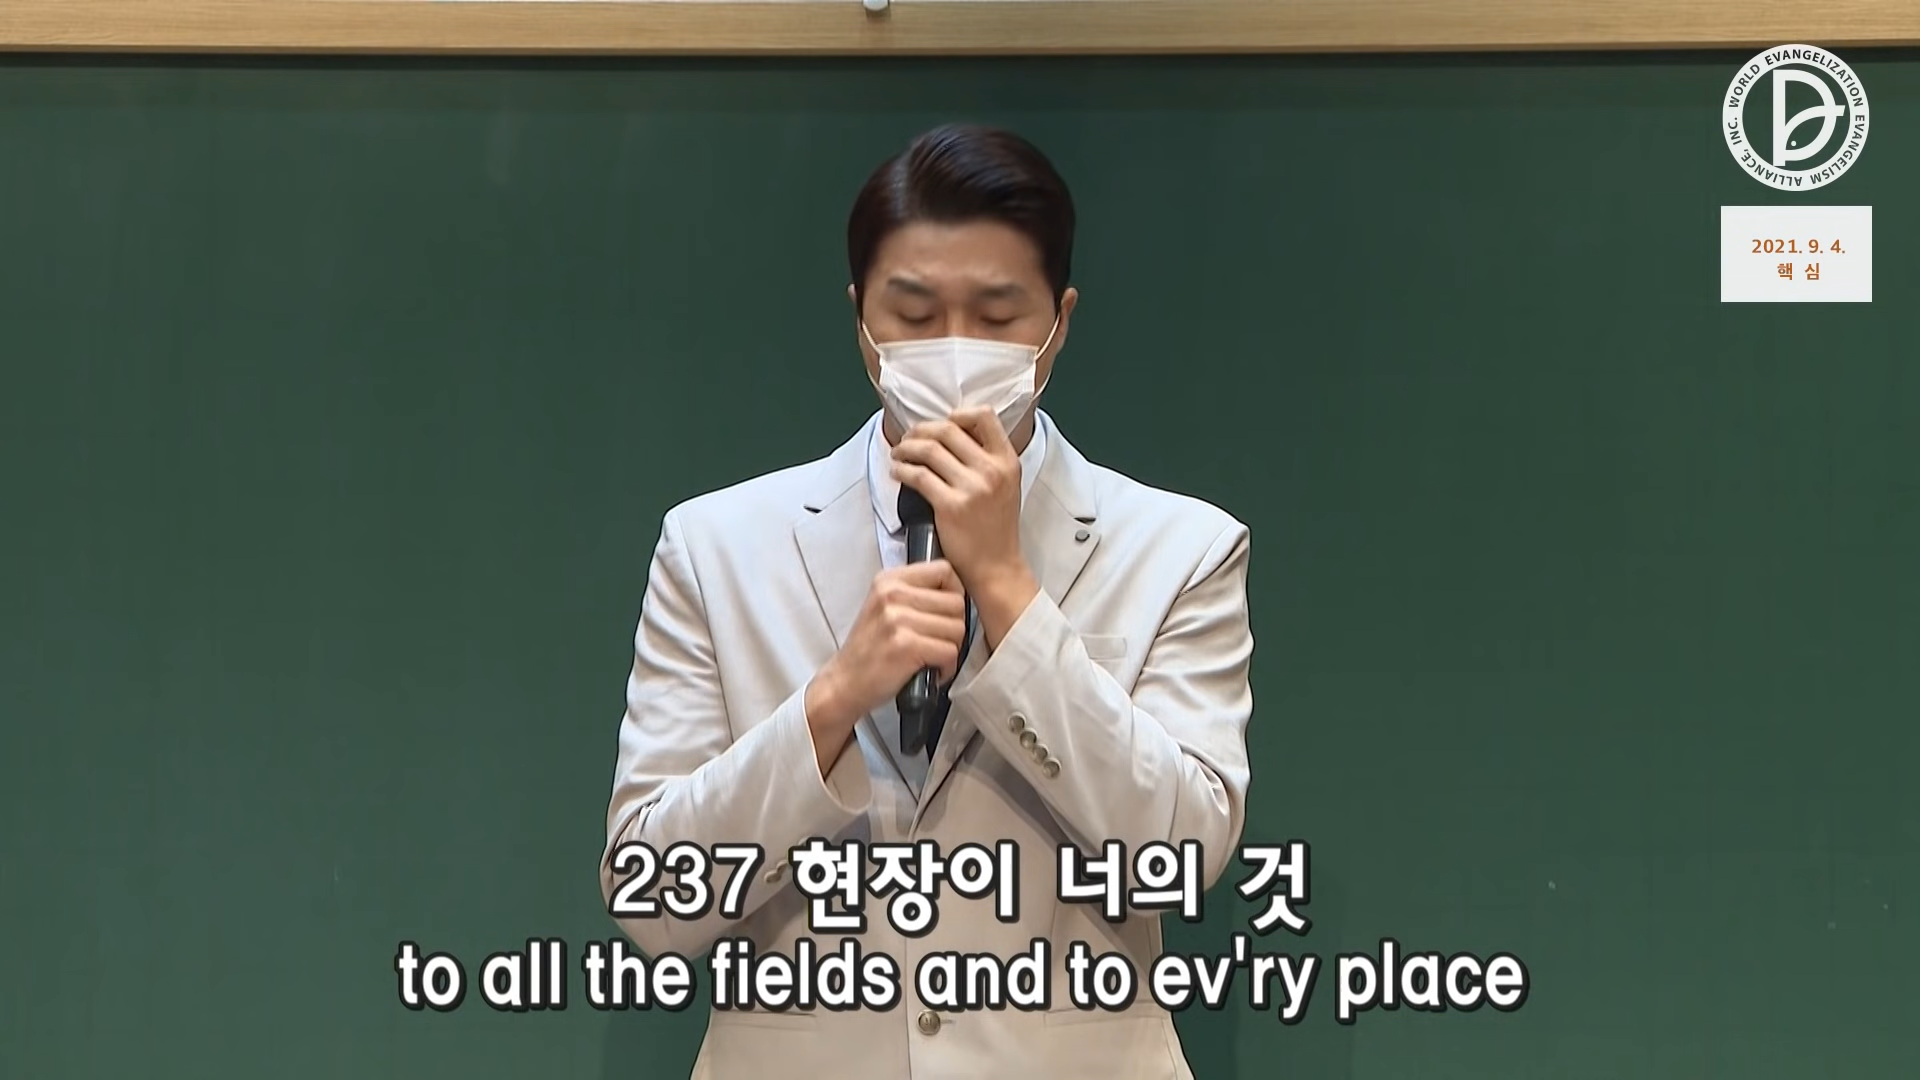 WORLD EVANGELIZATION EVANGELISM ALLIANCE, INC.
2021. 9. 4.
핵 심
237 현장이 너의 것
to all the fields and to ev'ry place